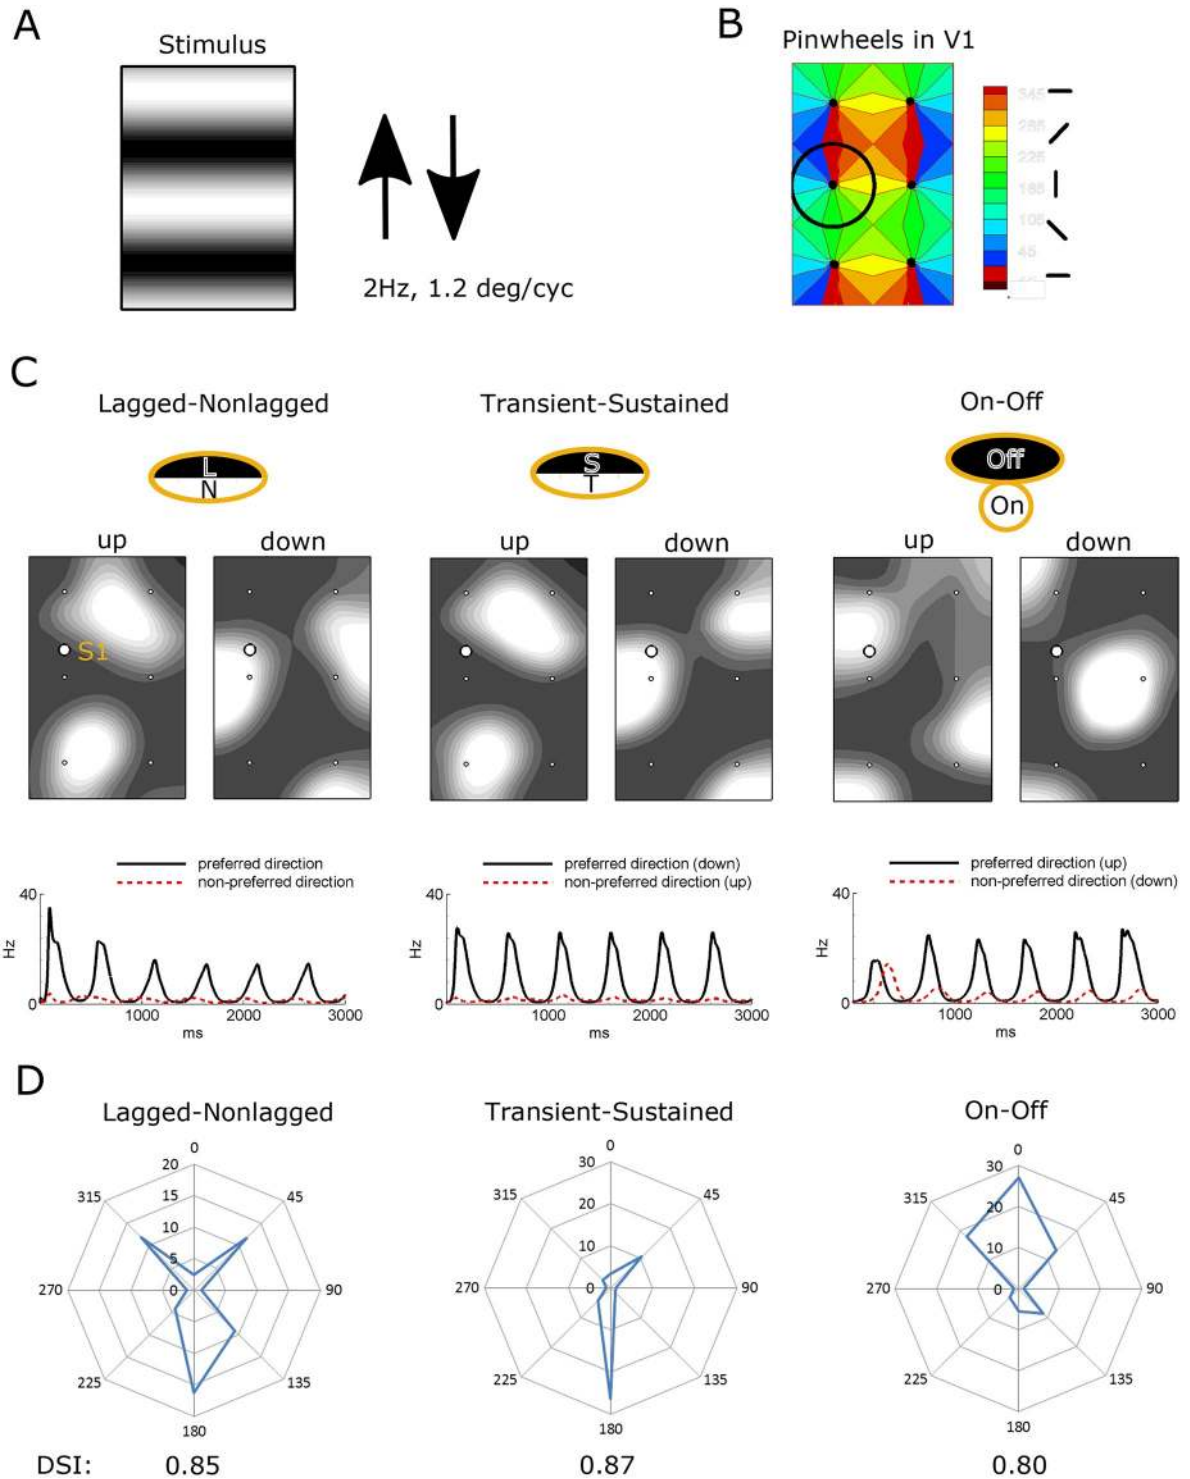 A
Stimulus
2Hz, 1.2 deg/cyc
B
Pinwheels in V1
345
285
225
165
105
45
C
Lagged-Nonlagged
Transient-Sustained
On-Off
L
N
S
T
Off
On
up
down
up
down
up
down
S1
preferred direction
non-preferred direction
40
Hz
0
1000
2000
3000
ms
preferred direction (down)
non-preferred direction (up)
40
Hz
0
1000
2000
3000
ms
preferred direction (up)
non-preferred direction (down)
40
Hz
0
1000
2000
3000
ms
D
Lagged-Nonlagged
0
20
15
10
5
0
45
90
135
180
225
270
315
Transient-Sustained
0
30
20
10
0
45
90
135
180
225
270
315
On-Off
0
30
20
10
0
45
90
135
180
225
270
315
DSI:
0.85
0.87
0.80